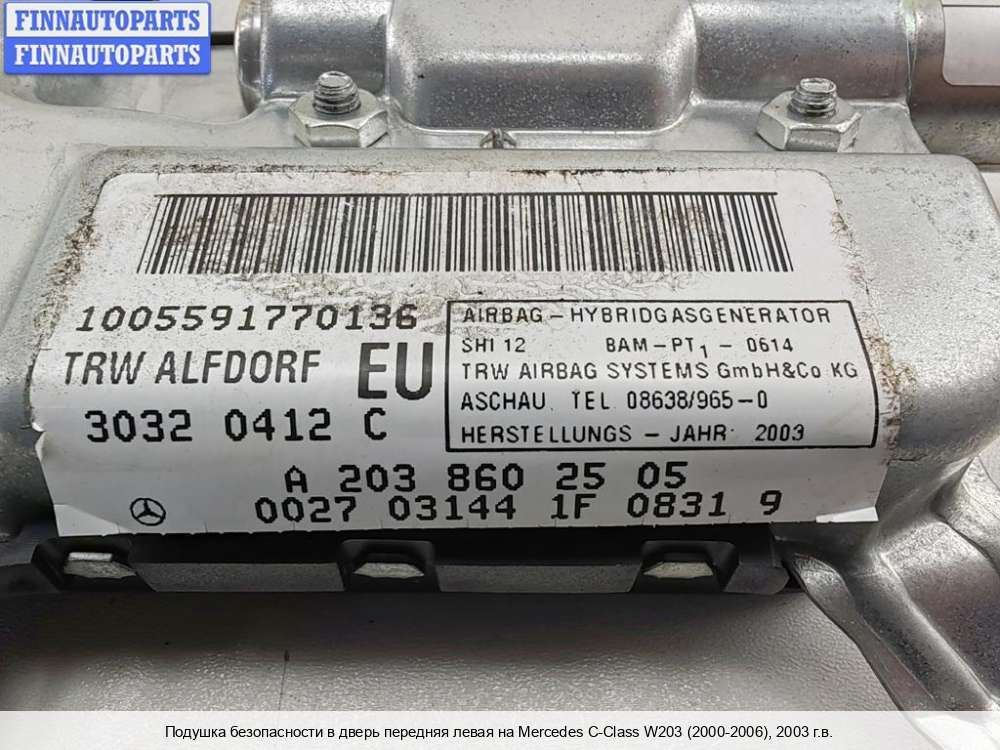 FINNAUTOPARTS
FINNAUTOPARTS
1005591770136
TRW ALFDORF EU
30320412 C
AIRBAG - HYBRIDGASGENERATOR
SHI 12 BAM-PT1 - 0614
TRW AIRBAG SYSTEMS GmbH&Co KG
ASCHAU. TEL. 08638/965-0
HERSTELLUNGS - JAHR: 2003
A 203 860 25 05
0027 03144 1F 0831 9
Подушка безопасности в дверь передняя левая на Mercedes C-Class W203 (2000-2006), 2003 г.в.